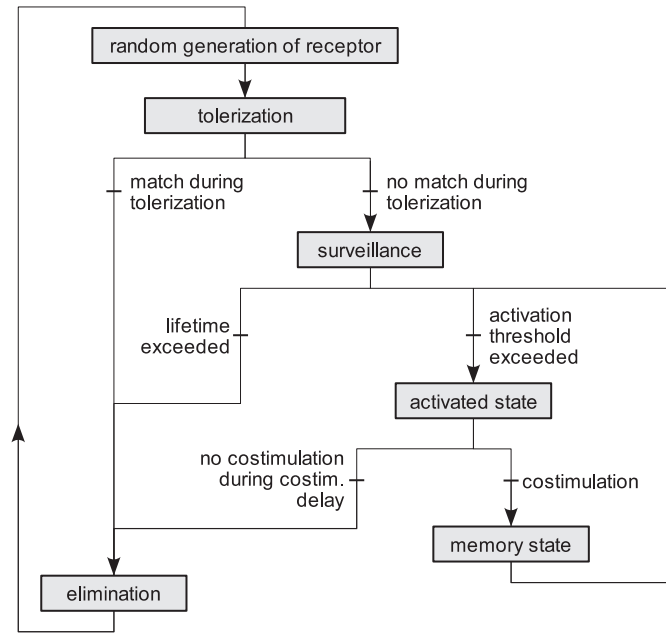 random generation of receptor
tolerization
match during
tolerization
no match during
tolerization
surveillance
lifetime
exceeded
activation
threshold
exceeded
activated state
no costimulation
during costim.
delay
costimulation
memory state
elimination